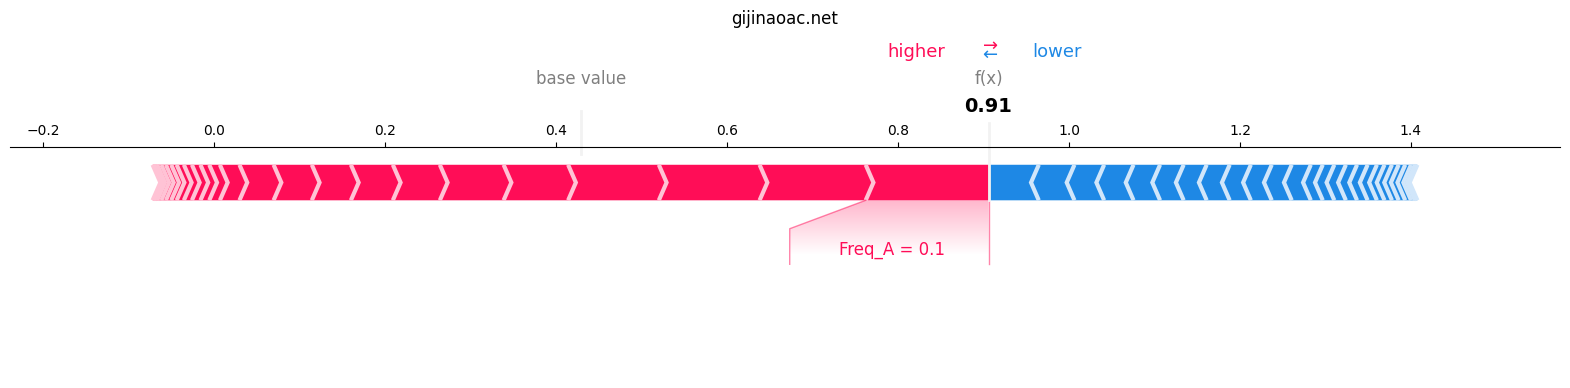 gijinaoac.net
higher ⇄ lower
base value
f(x)
0.91
−0.2 0.0 0.2 0.4 0.6 0.8 1.0 1.2 1.4
Freq_A = 0.1